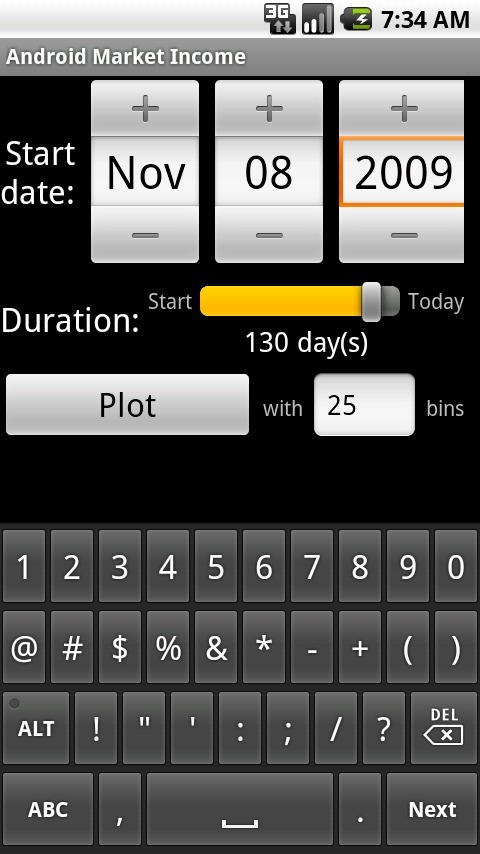 3G 7:34 AM
Android Market Income
+ + +
Start date: Nov 08 2009
- - -
Start Today
Duration:
130 day(s)
Plot with 25 bins
1 2 3 4 5 6 7 8 9 0
@ # $ % & * - + ( )
ALT ! " ' : ; / ? DEL
ABC , . Next